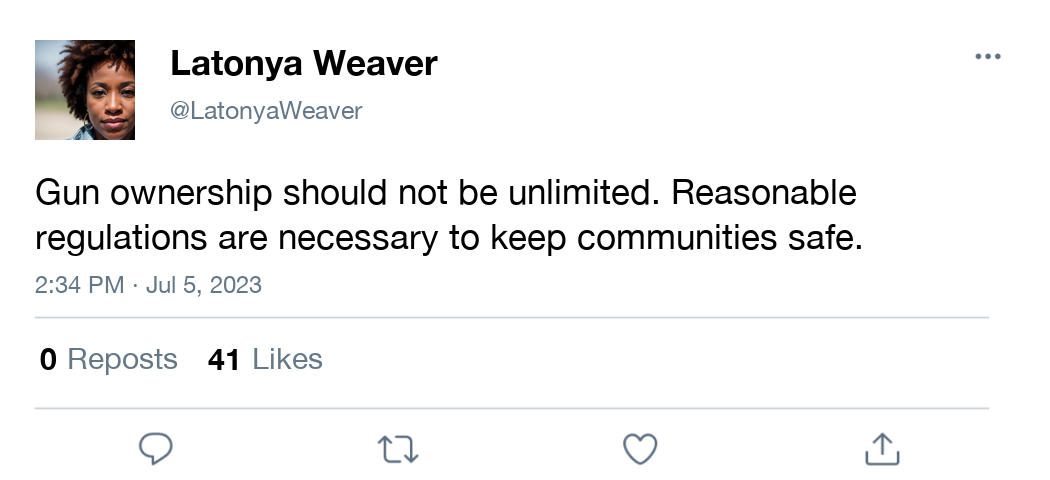 Latonya Weaver
@LatonyaWeaver
Gun ownership should not be unlimited. Reasonable
regulations are necessary to keep communities safe.
2:34 PM · Jul 5, 2023
0 Reposts 41 Likes